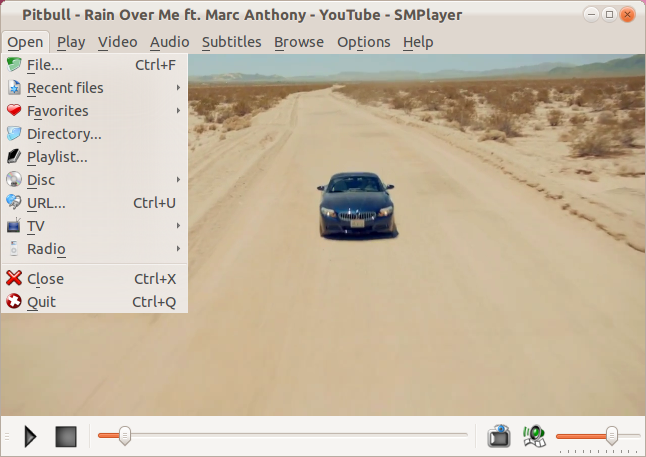 Pitbull - Rain Over Me ft. Marc Anthony - YouTube - SMPlayer
Open Play Video Audio Subtitles Browse Options Help
File... Ctrl+F
Recent files
Favorites
Directory...
Playlist...
Disc
URL... Ctrl+U
TV
Radio
Close Ctrl+X
Quit Ctrl+Q